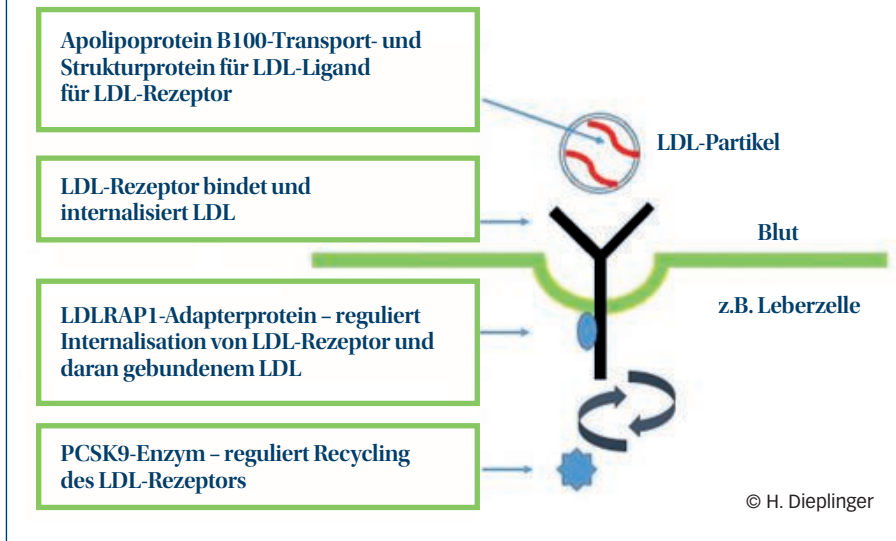 Apolipoprotein B100-Transport- und
Strukturprotein für LDL-Ligand
für LDL-Rezeptor
LDL-Partikel
LDL-Rezeptor bindet und
internalisiert LDL
Blut
z.B. Leberzelle
LDLRAP1-Adapterprotein – reguliert
Internalisation von LDL-Rezeptor und
daran gebundenem LDL
PCSK9-Enzym – reguliert Recycling
des LDL-Rezeptors
© H. Dieplinger